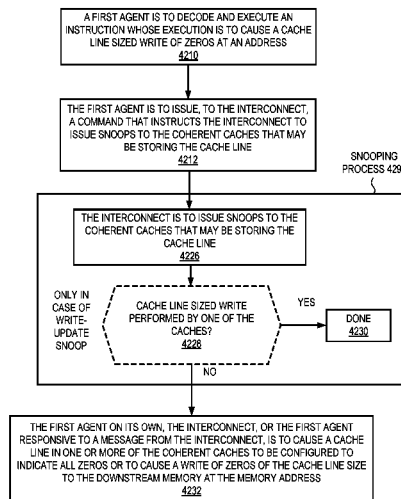 A FIRST AGENT IS TO DECODE AND EXECUTE AN
INSTRUCTION WHOSE EXECUTION IS TO CAUSE A CACHE
LINE SIZED WRITE OF ZEROS AT AN ADDRESS
4210
THE FIRST AGENT IS TO ISSUE, TO THE INTERCONNECT,
A COMMAND THAT INSTRUCTS THE INTERCONNECT TO
ISSUE SNOOPS TO THE COHERENT CACHES THAT MAY
BE STORING THE CACHE LINE
4212
SNOOPING
PROCESS 429
THE INTERCONNECT IS TO ISSUE SNOOPS TO THE
COHERENT CACHES THAT MAY BE STORING THE
CACHE LINE
4226
ONLY IN
CASE OF
WRITE-
UPDATE
SNOOP
CACHE LINE SIZED WRITE
PERFORMED BY ONE OF THE
CACHES?
4228
YES
DONE
4230
NO
THE FIRST AGENT ON ITS OWN, THE INTERCONNECT, OR THE FIRST AGENT
RESPONSIVE TO A MESSAGE FROM THE INTERCONNECT, IS TO CAUSE A CACHE
LINE IN ONE OR MORE OF THE COHERENT CACHES TO BE CONFIGURED TO
INDICATE ALL ZEROS OR TO CAUSE A WRITE OF ZEROS OF THE CACHE LINE SIZE
TO THE DOWNSTREAM MEMORY AT THE MEMORY ADDRESS
4232